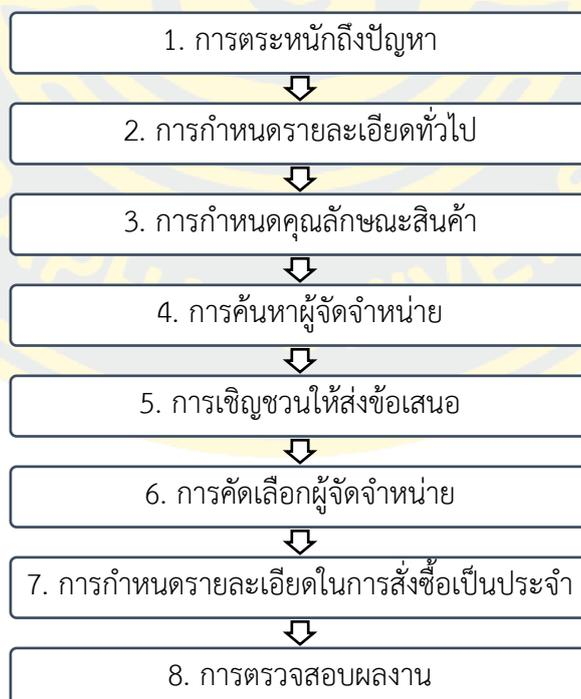 1. การตระหนักถึงปัญหา
2. การกำหนดรายละเอียดทั่วไป
3. การกำหนดคุณลักษณะสินค้า
4. การค้นหาผู้จัดจำหน่าย
5. การเชิญชวนให้ส่งข้อเสนอ
6. การคัดเลือกผู้จัดจำหน่าย
7. การกำหนดรายละเอียดในการสั่งซื้อเป็นประจำ
8. การตรวจสอบผลงาน